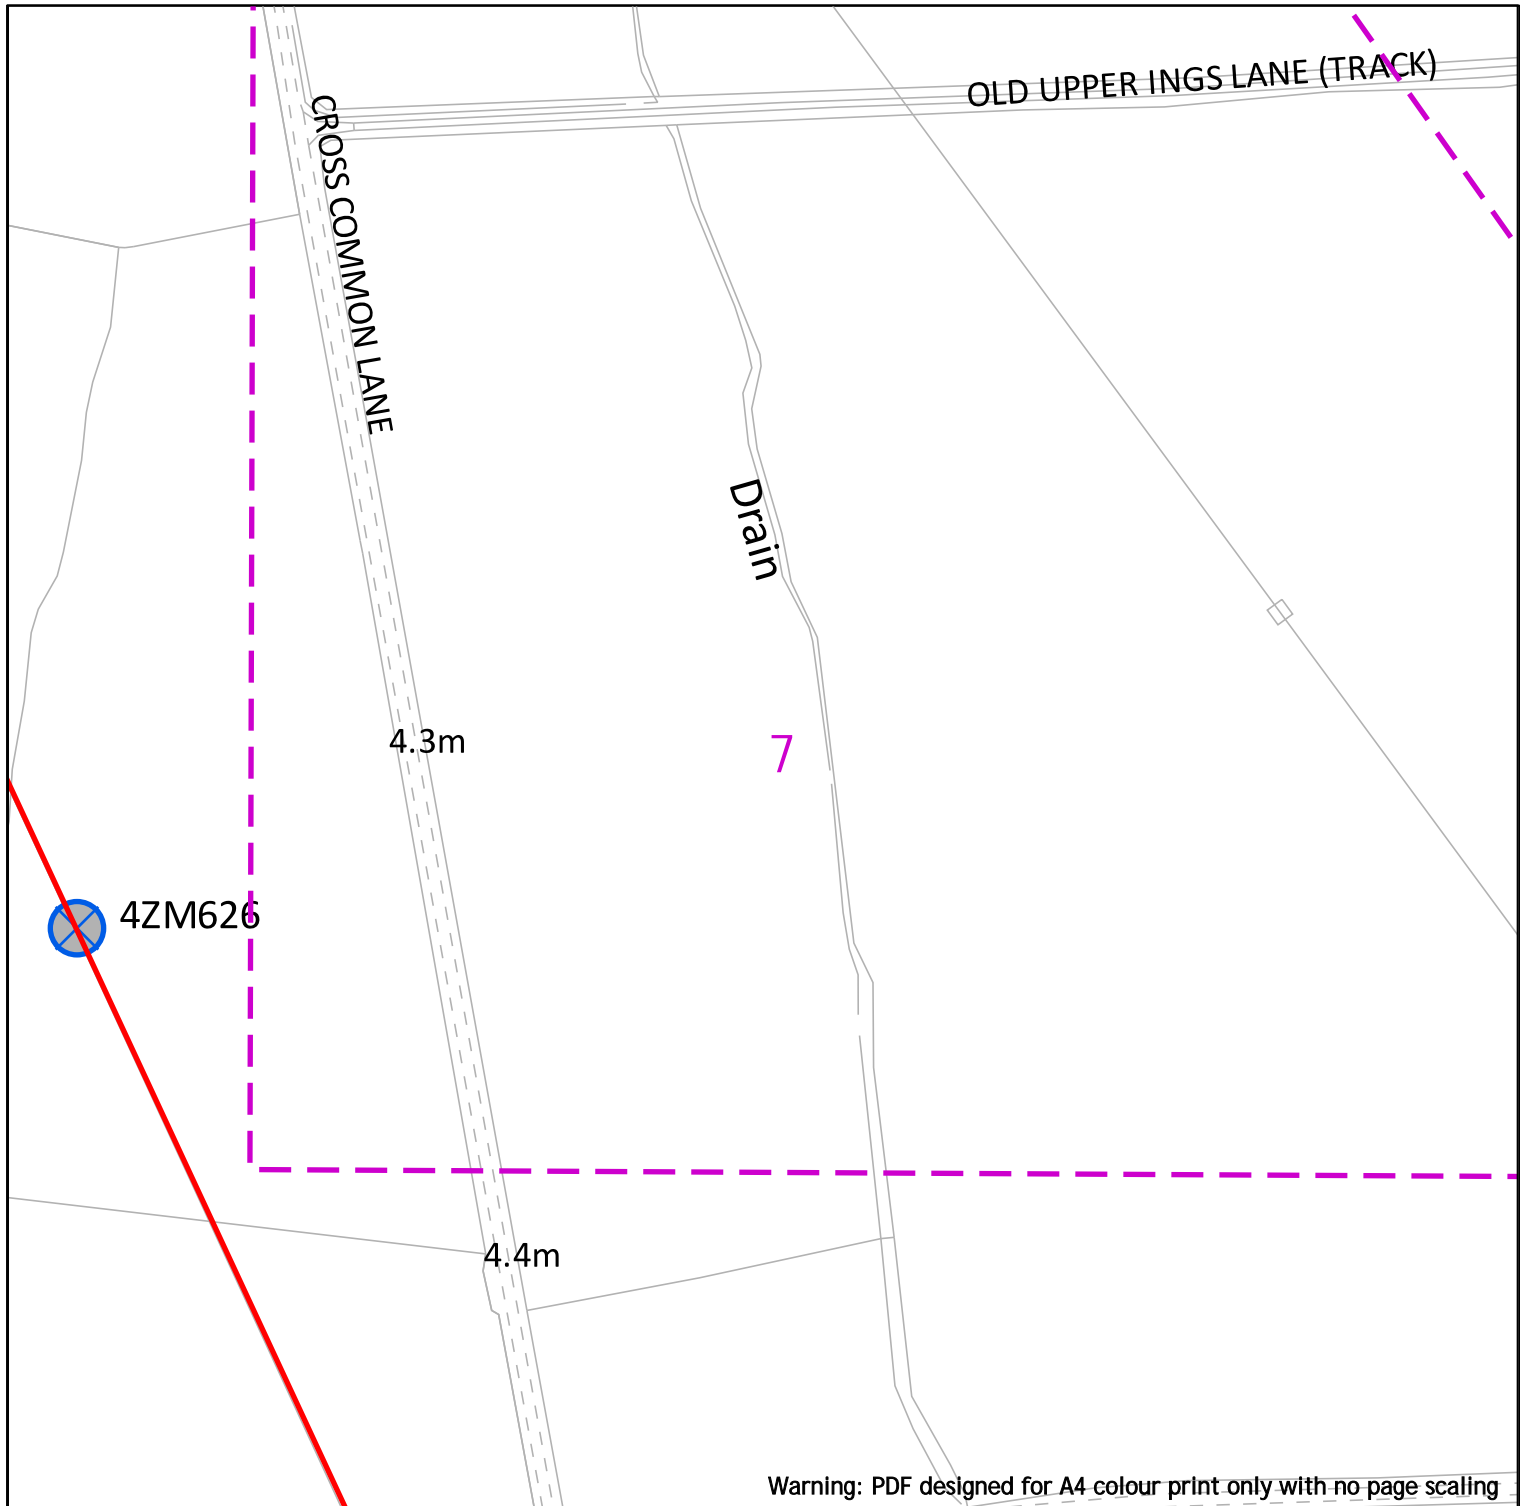 OLD UPPER INGS LANE (TRACK)
CROSS COMMON LANE
Drain
4.3m
7
4ZM626
4.4m
Warning: PDF designed for A4 colour print only with no page scaling